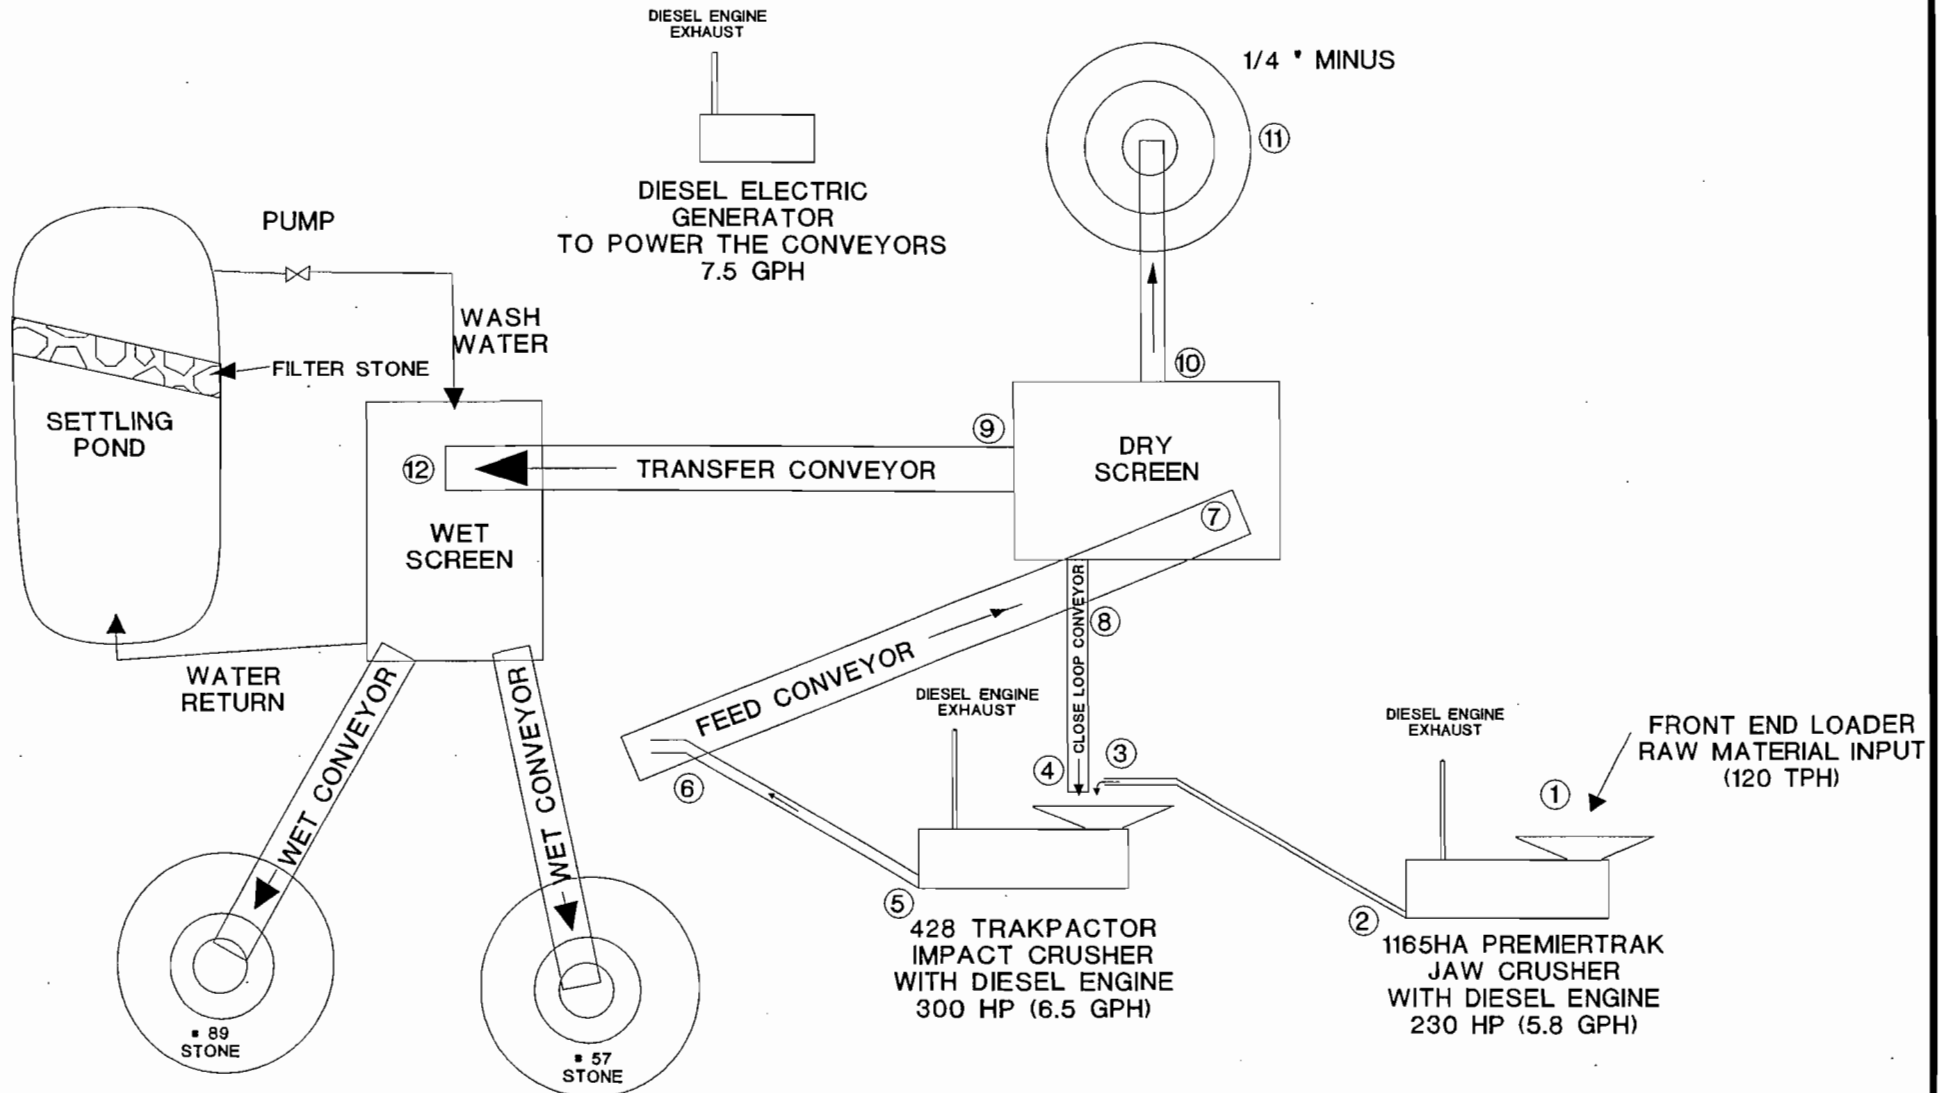 DIESEL ENGINE
EXHAUST
1/4 " MINUS
11
DIESEL ELECTRIC
GENERATOR
TO POWER THE CONVEYORS
7.5 GPH
PUMP
WASH
WATER
FILTER STONE
SETTLING
POND
10
9
DRY
SCREEN
12
TRANSFER CONVEYOR
7
WET
SCREEN
CLOSE LOOP CONVEYOR
8
FEED CONVEYOR
WATER
RETURN
WET CONVEYOR
WET CONVEYOR
DIESEL ENGINE
EXHAUST
DIESEL ENGINE
EXHAUST
FRONT END LOADER
RAW MATERIAL INPUT
(120 TPH)
3
4
6
1
5
2
428 TRAKPACTOR
IMPACT CRUSHER
WITH DIESEL ENGINE
300 HP (6.5 GPH)
1165HA PREMIERTRAK
JAW CRUSHER
WITH DIESEL ENGINE
230 HP (5.8 GPH)
# 89
STONE
# 57
STONE